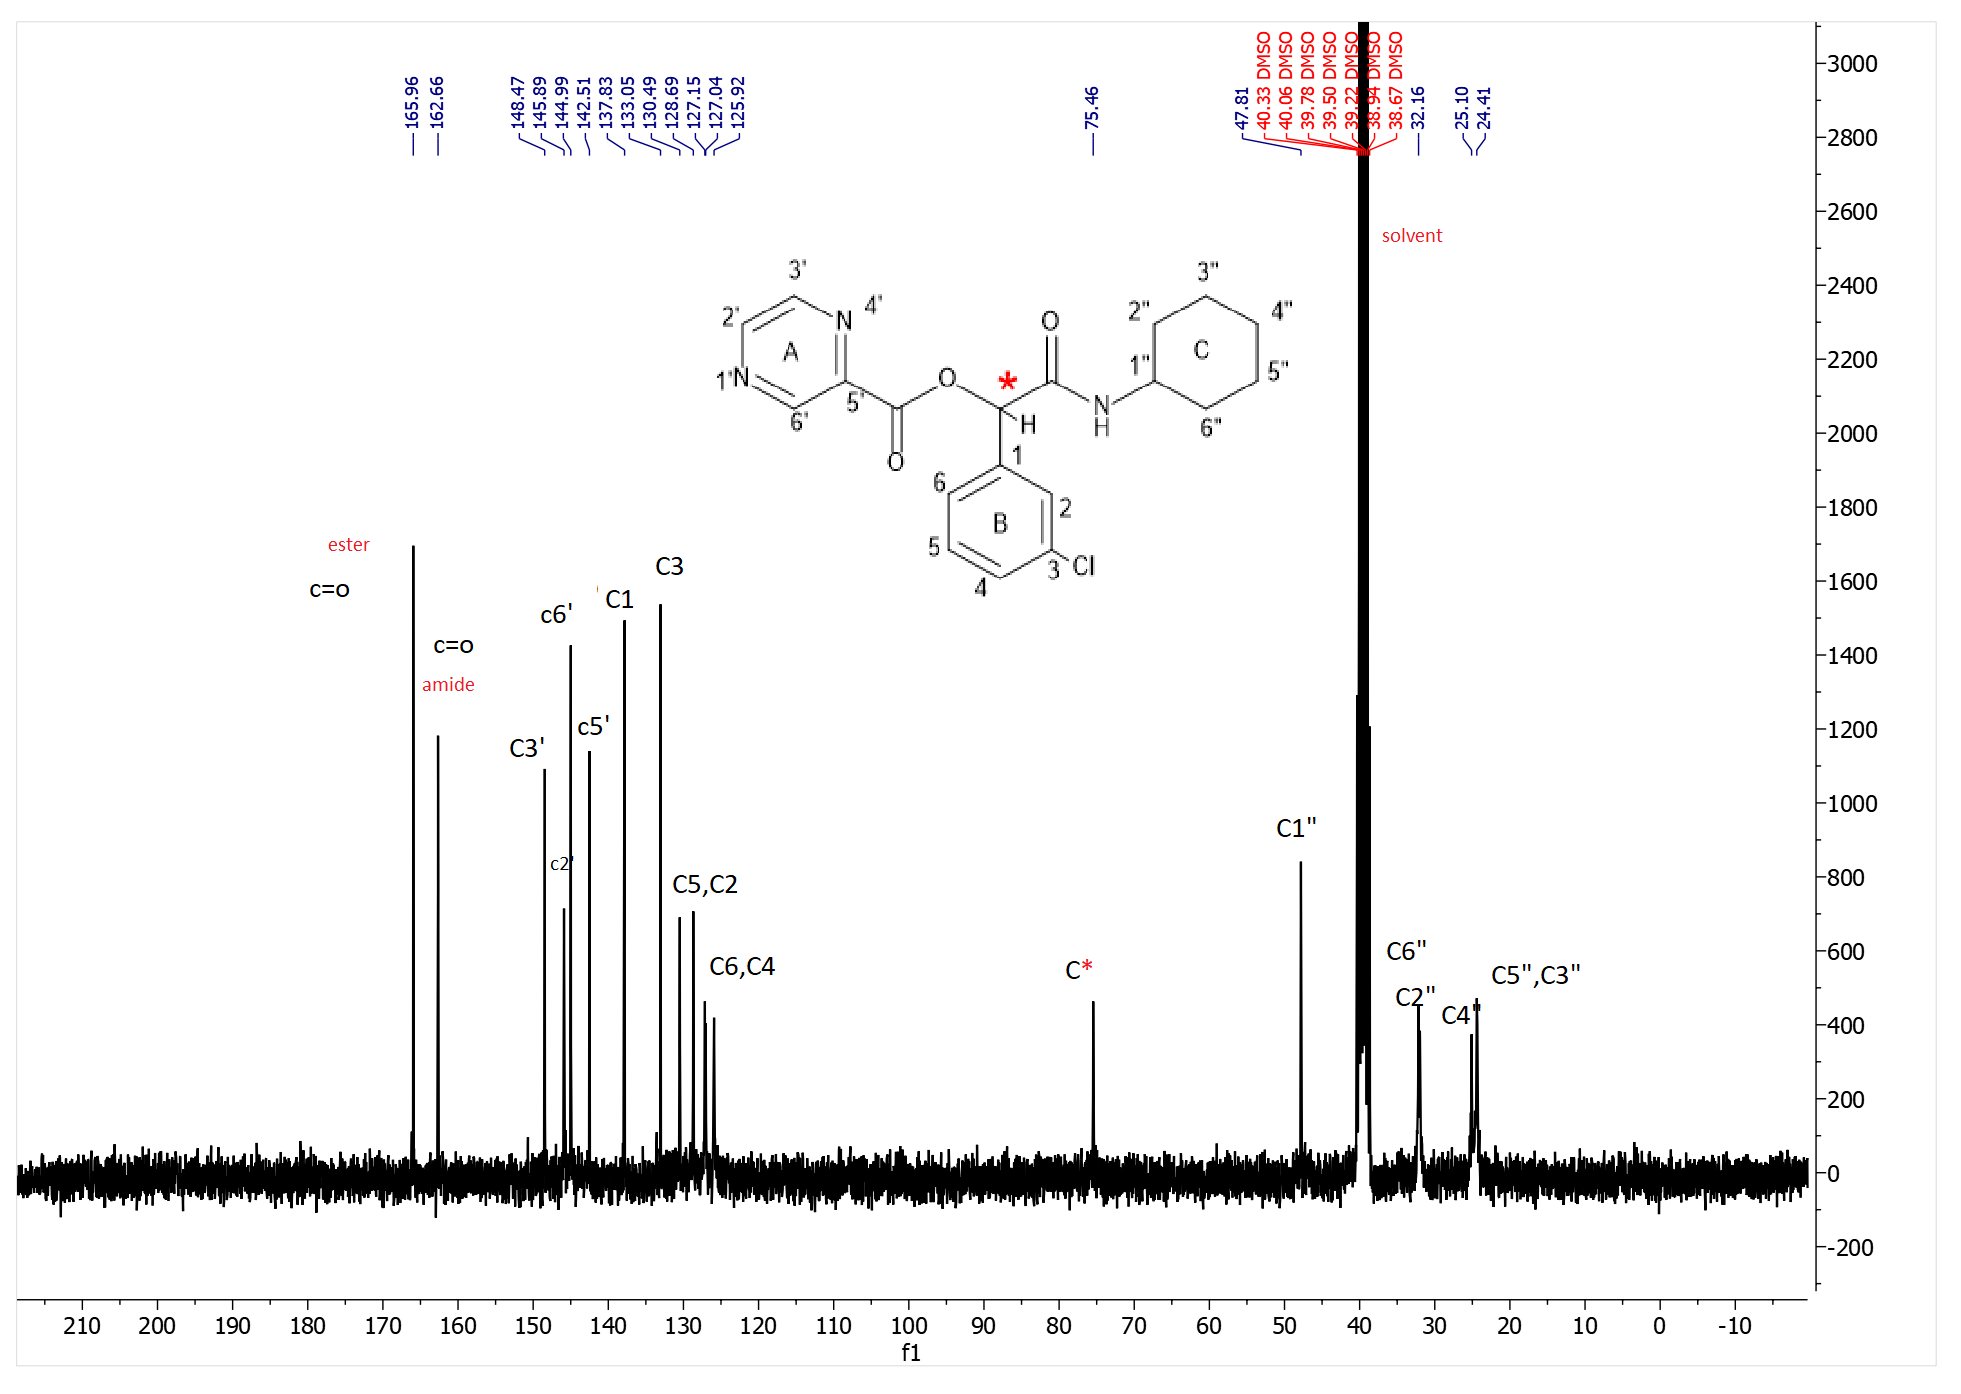 165.96
162.66
148.47
145.89
144.99
142.51
137.83
133.05
130.49
128.69
127.15
127.04
125.92
75.46
47.81
40.33 DMSO
40.06 DMSO
39.78 DMSO
39.50 DMSO
39.22 DMSO
38.94 DMSO
38.67 DMSO
32.16
25.10
24.41
solvent
3'
2'
N 4'
A
1'N
5'
6'
O
O
O
*
H
N
H
1"
2"
3"
4"
5"
6"
C
1
2
3
4
5
6
B
Cl
ester
c=o
c=o
amide
C3'
c2'
c6'
c5'
C1
C3
C5,C2
C6,C4
C*
C1"
C6"
C2"
C4"
C5",C3"
3000
2800
2600
2400
2200
2000
1800
1600
1400
1200
1000
800
600
400
200
0
-200
210 200 190 180 170 160 150 140 130 120 110 100 90 80 70 60 50 40 30 20 10 0 -10
f1